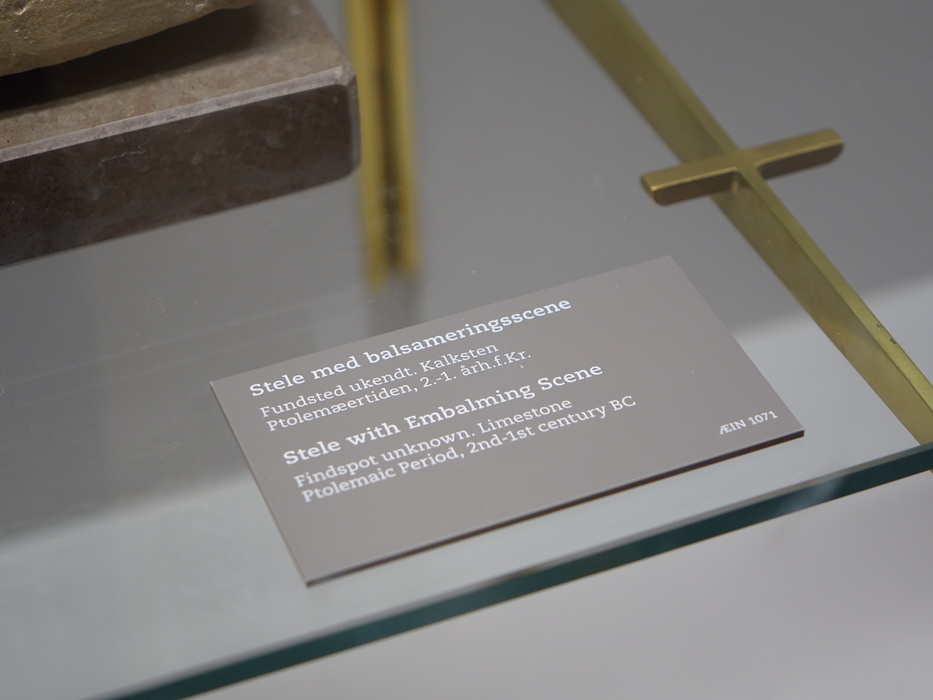 Stele med balsameringsscene
Fundsted ukendt. Kalksten
Ptolemæertiden, 2.-1. årh.f.Kr.
Stele with Embalming Scene
Findspot unknown. Limestone
Ptolemaic Period, 2nd-1st century BC
ÆIN 1071